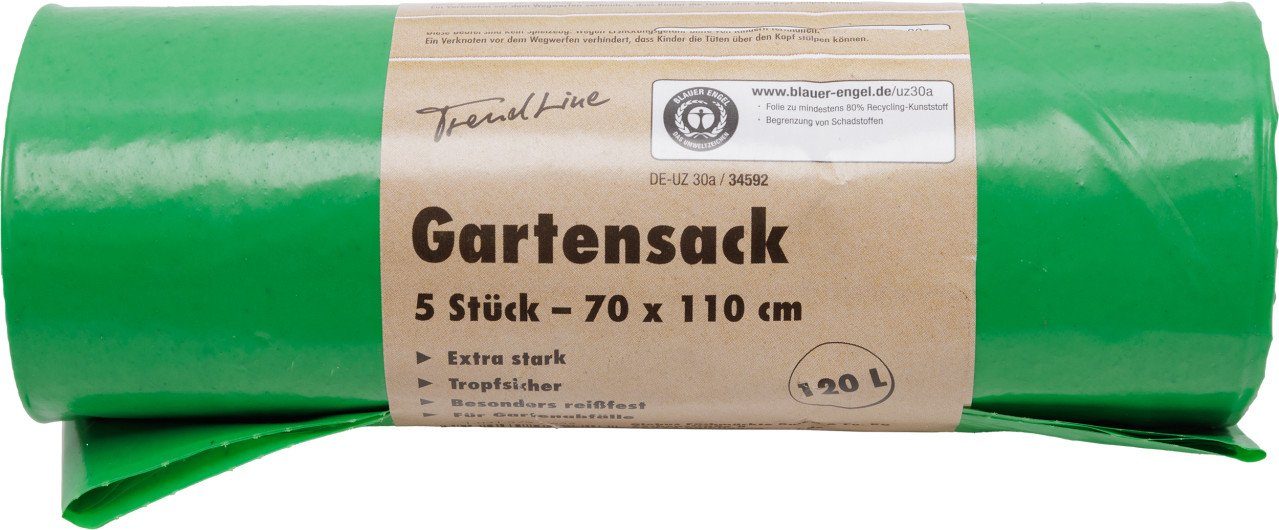 Ein Verknoten vor dem Wegwerfen verhindert, dass Kinder die Tüten über den Kopf stülpen können.
TrendLine
BLAUER ENGEL
DAS UMWELTZEICHEN
www.blauer-engel.de/uz30a
· Folie zu mindestens 80% Recycling-Kunststoff
· Begrenzung von Schadstoffen
DE-UZ 30a / 34592
Gartensack
5 Stück – 70 x 110 cm
► Extra stark
► Tropfsicher
► Besonders reißfest
► Für Gartenabfälle
120 L